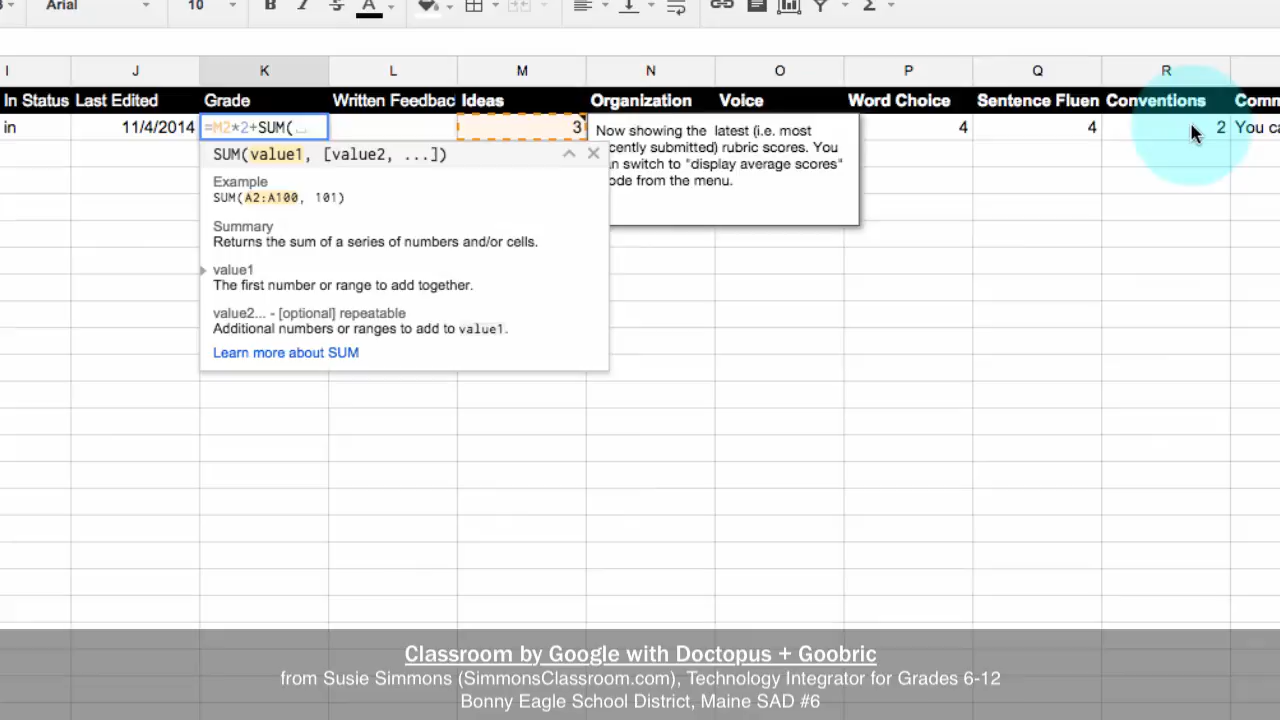 Arial 10 B I S A Σ
I J K L M N O P Q R
In Status Last Edited Grade Written Feedbac Ideas Organization Voice Word Choice Sentence Fluen Conventions Comm
in 11/4/2014 =M2*2+SUM(… 3 4 4 2 You ca
Now showing the latest (i.e. most
cently submitted) rubric scores. You
n switch to "display average scores"
ode from the menu.
SUM(value1, [value2, ...])
Example
SUM(A2:A100, 101)
Summary
Returns the sum of a series of numbers and/or cells.
value1
The first number or range to add together.
value2... - [optional] repeatable
Additional numbers or ranges to add to value1.
Learn more about SUM
Classroom by Google with Doctopus + Goobric
from Susie Simmons (SimmonsClassroom.com), Technology Integrator for Grades 6-12
Bonny Eagle School District, Maine SAD #6